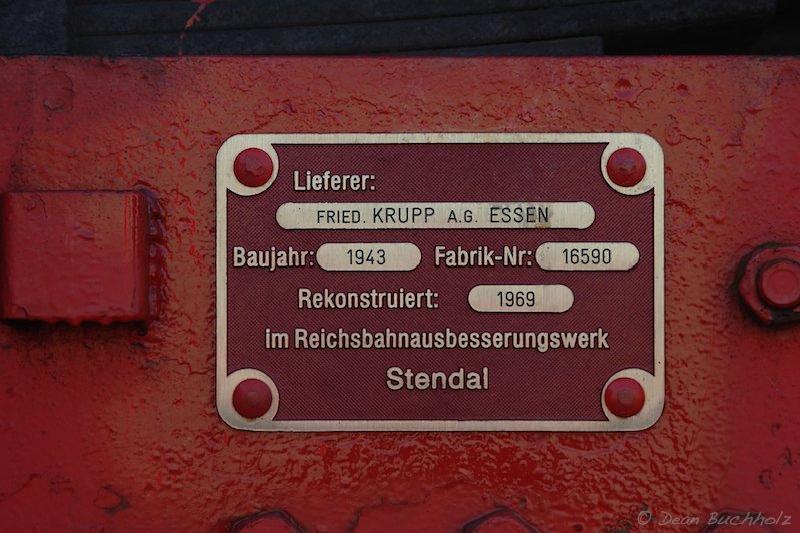 Lieferer:
FRIED. KRUPP A.G. ESSEN
Baujahr: 1943 Fabrik-Nr: 16590
Rekonstruiert: 1969
im Reichsbahnausbesserungswerk
Stendal
© Dean Buchholz